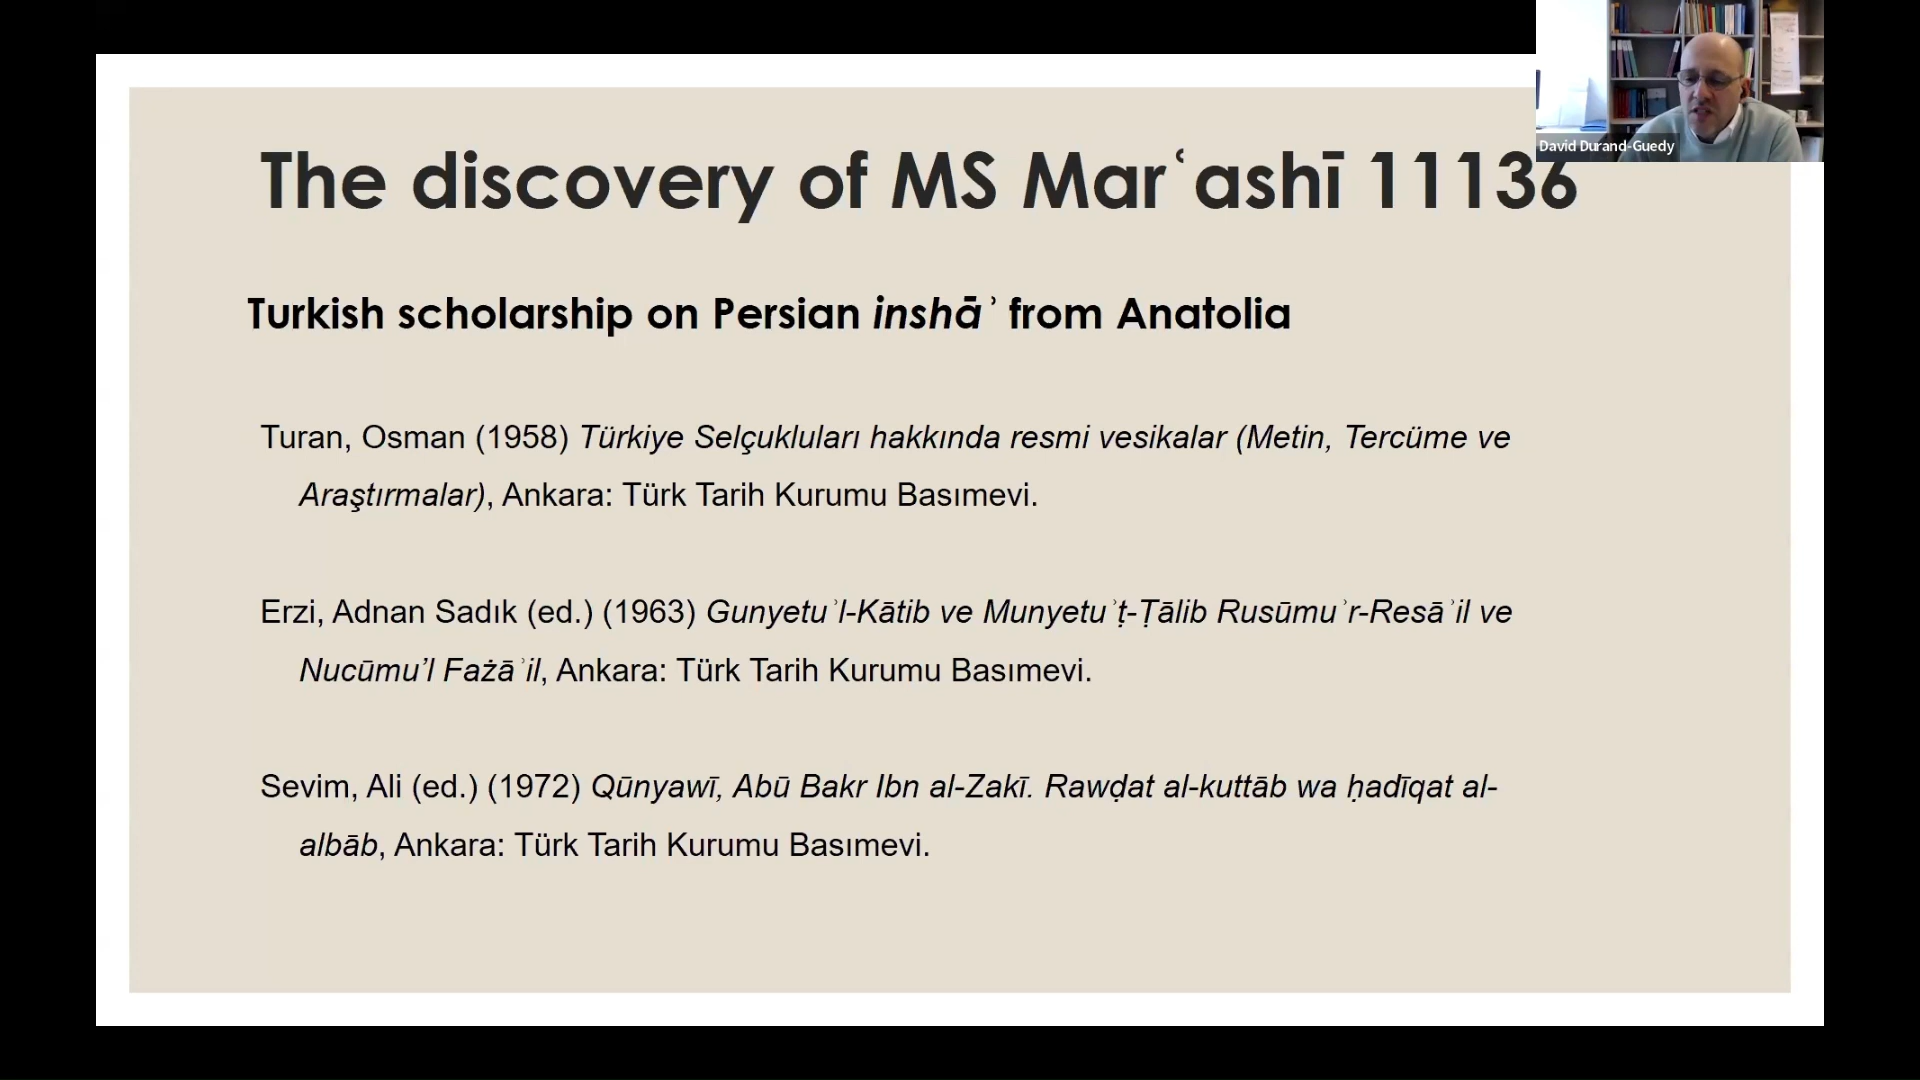 David Durand-Guedy
The discovery of MS Marʿashī 11136
Turkish scholarship on Persian inshāʾ from Anatolia
Turan, Osman (1958) Türkiye Selçukluları hakkında resmi vesikalar (Metin, Tercüme ve
Araştırmalar), Ankara: Türk Tarih Kurumu Basımevi.
Erzi, Adnan Sadık (ed.) (1963) Gunyetuʾl-Kātib ve Munyetuʾṭ-Ṭālib Rusūmuʾr-Resāʾil ve
Nucūmu’l Fażāʾil, Ankara: Türk Tarih Kurumu Basımevi.
Sevim, Ali (ed.) (1972) Qūnyawī, Abū Bakr Ibn al-Zakī. Rawḍat al-kuttāb wa ḥadīqat al-
albāb, Ankara: Türk Tarih Kurumu Basımevi.